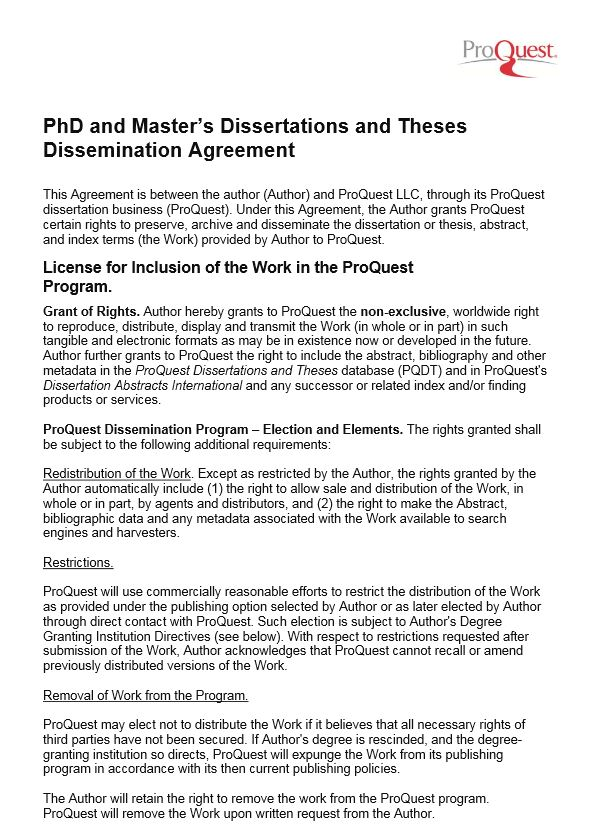 ProQuest
PhD and Master's Dissertations and Theses
Dissemination Agreement
This Agreement is between the author (Author) and ProQuest LLC, through its ProQuest
dissertation business (ProQuest). Under this Agreement, the Author grants ProQuest
certain rights to preserve, archive and disseminate the dissertation or thesis, abstract,
and index terms (the Work) provided by Author to ProQuest.
License for Inclusion of the Work in the ProQuest
Program.
Grant of Rights. Author hereby grants to ProQuest the non-exclusive, worldwide right
to reproduce, distribute, display and transmit the Work (in whole or in part) in such
tangible and electronic formats as may be in existence now or developed in the future.
Author further grants to ProQuest the right to include the abstract, bibliography and other
metadata in the ProQuest Dissertations and Theses database (PQDT) and in ProQuest's
Dissertation Abstracts International and any successor or related index and/or finding
products or services.
ProQuest Dissemination Program – Election and Elements. The rights granted shall
be subject to the following additional requirements:
Redistribution of the Work. Except as restricted by the Author, the rights granted by the
Author automatically include (1) the right to allow sale and distribution of the Work, in
whole or in part, by agents and distributors, and (2) the right to make the Abstract,
bibliographic data and any metadata associated with the Work available to search
engines and harvesters.
Restrictions.
ProQuest will use commercially reasonable efforts to restrict the distribution of the Work
as provided under the publishing option selected by Author or as later elected by Author
through direct contact with ProQuest. Such election is subject to Author's Degree
Granting Institution Directives (see below). With respect to restrictions requested after
submission of the Work, Author acknowledges that ProQuest cannot recall or amend
previously distributed versions of the Work.
Removal of Work from the Program.
ProQuest may elect not to distribute the Work if it believes that all necessary rights of
third parties have not been secured. If Author's degree is rescinded, and the degree-
granting institution so directs, ProQuest will expunge the Work from its publishing
program in accordance with its then current publishing policies.
The Author will retain the right to remove the work from the ProQuest program.
ProQuest will remove the Work upon written request from the Author.